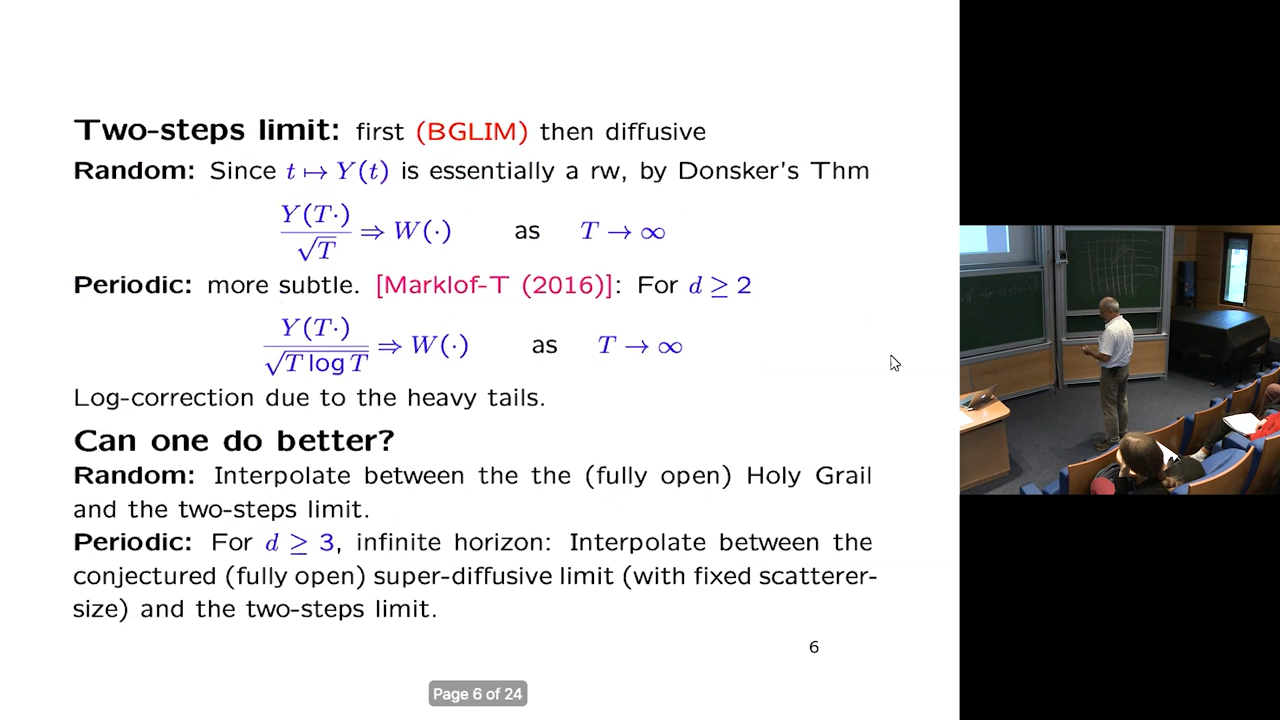 Two-steps limit: first (BGLIM) then diffusive
Random: Since t ↦ Y(t) is essentially a rw, by Donsker's Thm
Y(T·)/√T ⇒ W(·) as T → ∞
Periodic: more subtle. [Marklof-T (2016)]: For d ≥ 2
Y(T·)/√(T log T) ⇒ W(·) as T → ∞
Log-correction due to the heavy tails.
Can one do better?
Random: Interpolate between the the (fully open) Holy Grail
and the two-steps limit.
Periodic: For d ≥ 3, infinite horizon: Interpolate between the
conjectured (fully open) super-diffusive limit (with fixed scatterer-
size) and the two-steps limit.
6
Page 6 of 24